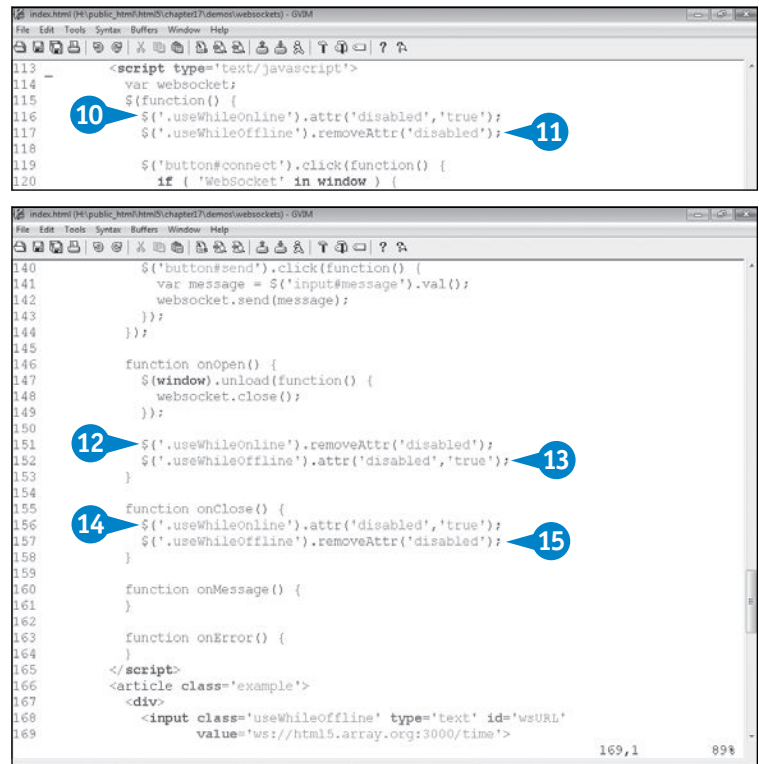 index.html (H:\public_html\html5\chapter17\demos\websockets) - GVIM
File Edit Tools Syntax Buffers Window Help
113 <script type='text/javascript'>
114 var websocket;
115 $(function() {
10
116 $('.useWhileOnline').attr('disabled','true');
117 $('.useWhileOffline').removeAttr('disabled');
11
118
119 $('button#connect').click(function() {
120 if ( 'WebSocket' in window ) {
index.html (H:\public_html\html5\chapter17\demos\websockets) - GVIM
File Edit Tools Syntax Buffers Window Help
140 $('button#send').click(function() {
141 var message = $('input#message').val();
142 websocket.send(message);
143 });
144 });
145
146 function onOpen() {
147 $(window).unload(function() {
148 websocket.close();
149 });
150
12
151 $('.useWhileOnline').removeAttr('disabled');
152 $('.useWhileOffline').attr('disabled','true');
13
153 }
154
155 function onClose() {
14
156 $('.useWhileOnline').attr('disabled','true');
157 $('.useWhileOffline').removeAttr('disabled');
15
158 }
159
160 function onMessage() {
161 }
162
163 function onError() {
164 }
165 </script>
166 <article class='example'>
167 <div>
168 <input class='useWhileOffline' type='text' id='wsURL'
169 value='ws://html5.array.org:3000/time'>
169,1 89%